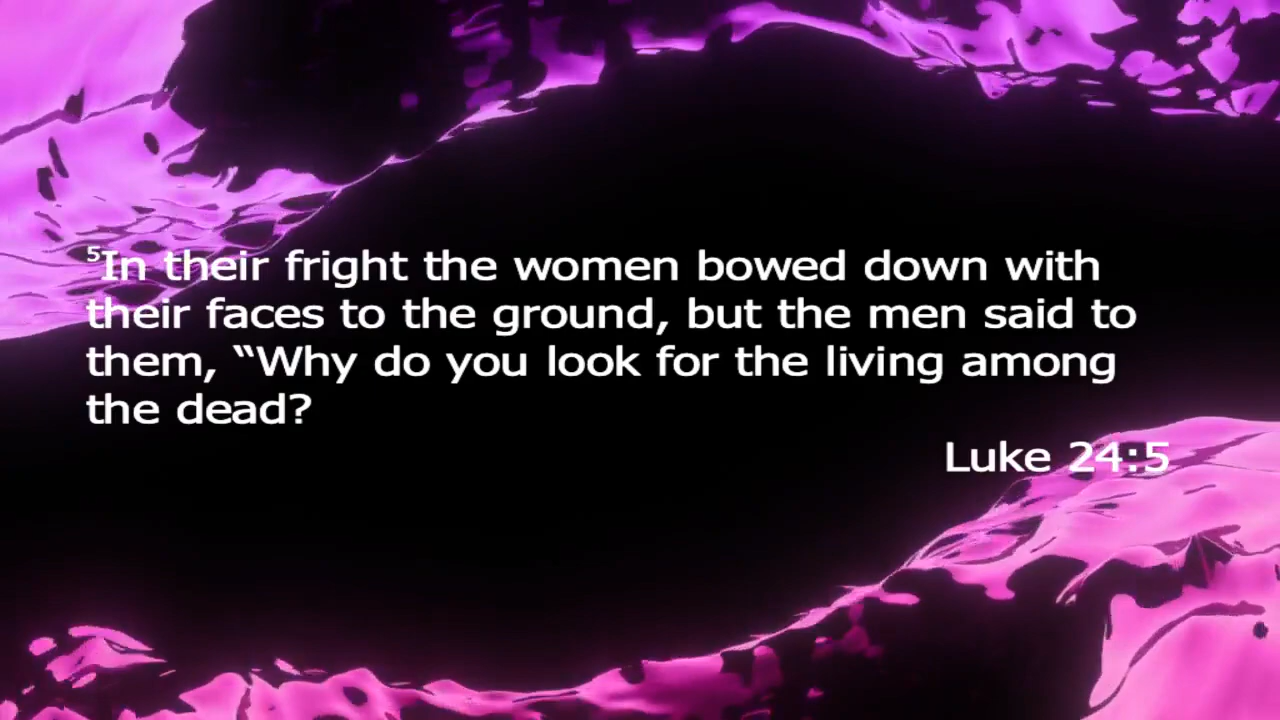 ⁵In their fright the women bowed down with
their faces to the ground, but the men said to
them, “Why do you look for the living among
the dead?
Luke 24:5